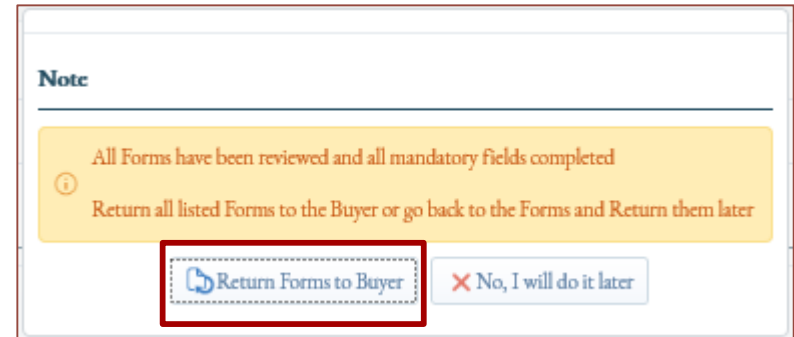 Note
All Forms have been reviewed and all mandatory fields completed
Return all listed Forms to the Buyer or go back to the Forms and Return them later
Return Forms to Buyer
No, I will do it later